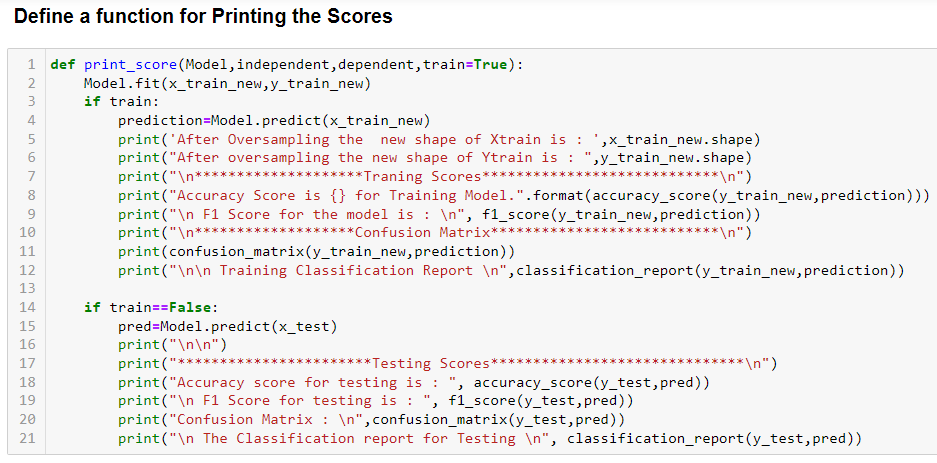 Define a function for Printing the Scores
1 def print_score(Model,independent,dependent,train=True):
2     Model.fit(x_train_new,y_train_new)
3     if train:
4         prediction=Model.predict(x_train_new)
5         print('After Oversampling the  new shape of Xtrain is : ',x_train_new.shape)
6         print("After oversampling the new shape of Ytrain is : ",y_train_new.shape)
7         print("\n********************Traning Scores****************************\n")
8         print("Accuracy Score is {} for Training Model.".format(accuracy_score(y_train_new,prediction)))
9         print("\n F1 Score for the model is : \n", f1_score(y_train_new,prediction))
10         print("\n*******************Confusion Matrix***************************\n")
11         print(confusion_matrix(y_train_new,prediction))
12         print("\n\n Training Classification Report \n",classification_report(y_train_new,prediction))
13
14     if train==False:
15         pred=Model.predict(x_test)
16         print("\n\n")
17         print("***********************Testing Scores******************************\n")
18         print("Accuracy score for testing is : ", accuracy_score(y_test,pred))
19         print("\n F1 Score for testing is : ", f1_score(y_test,pred))
20         print("Confusion Matrix : \n",confusion_matrix(y_test,pred))
21         print("\n The Classification report for Testing \n", classification_report(y_test,pred))